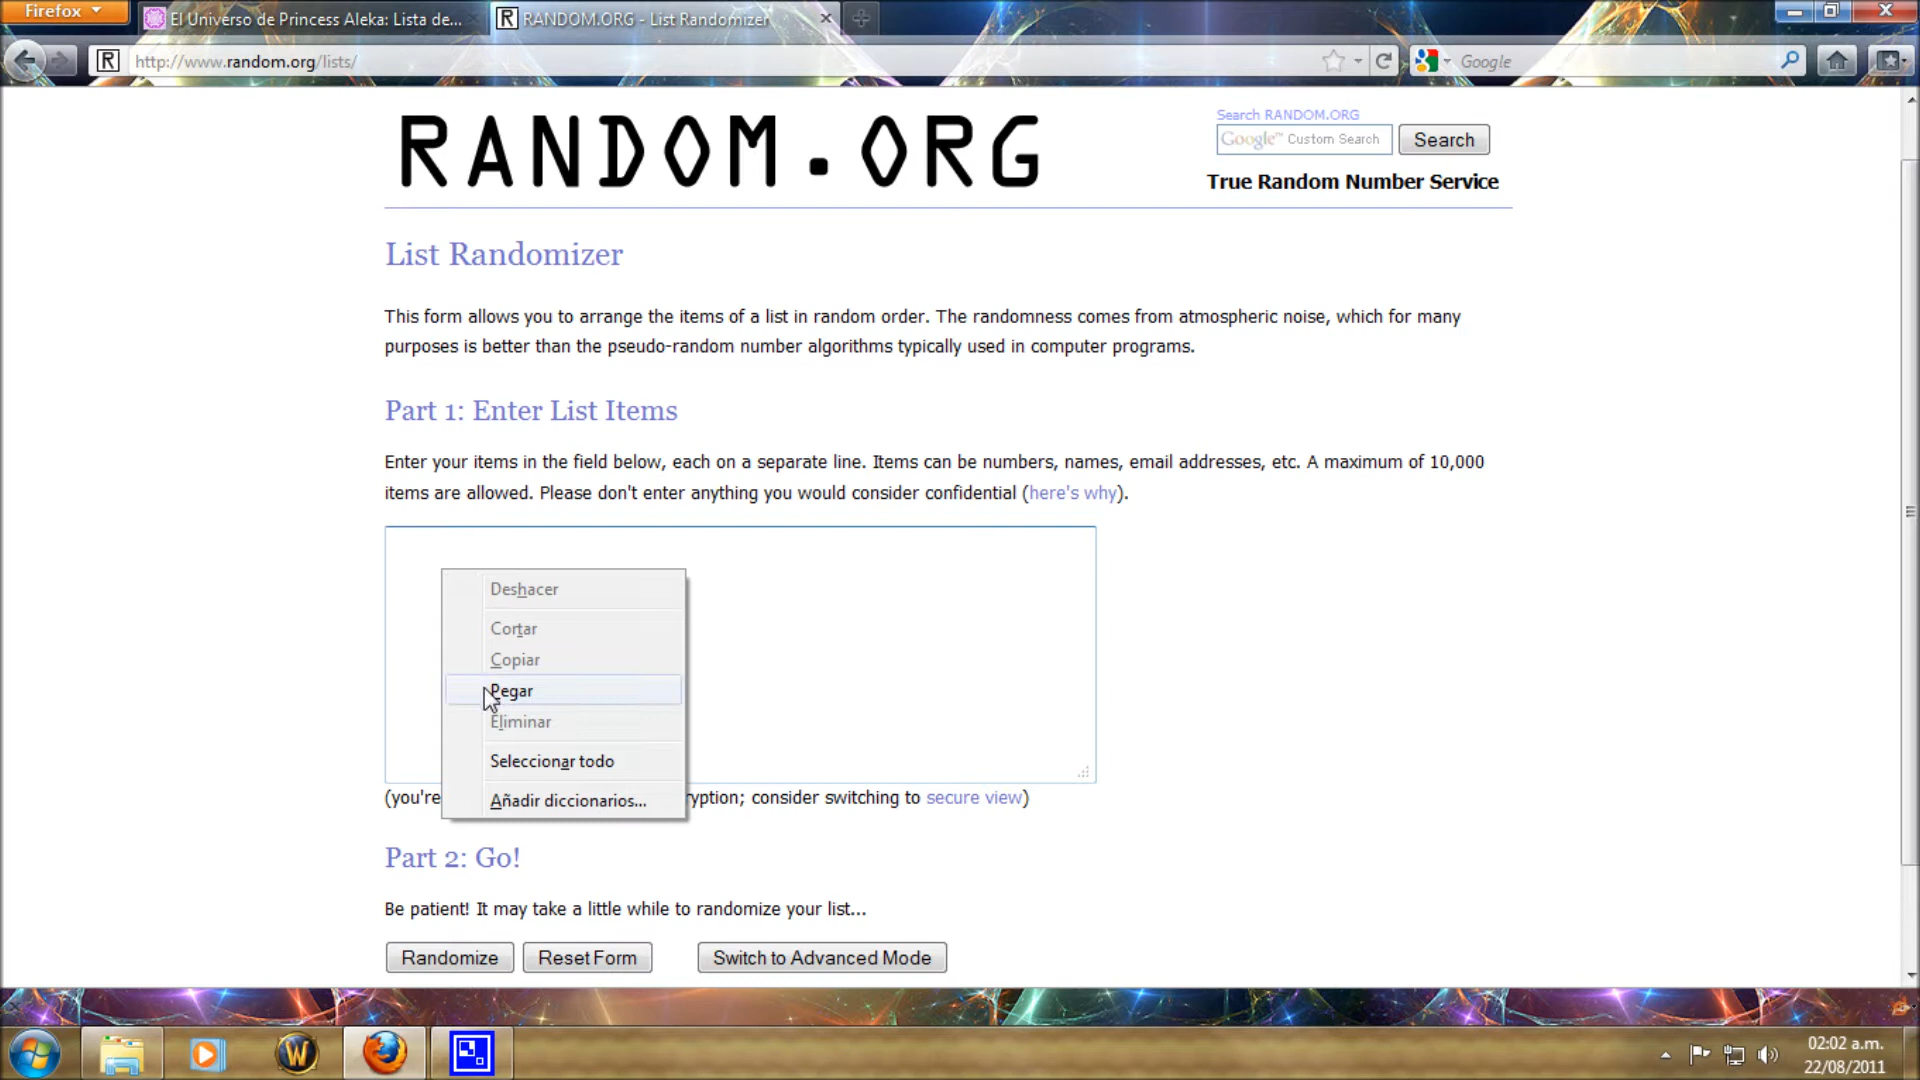 Firefox
El Universo de Princess Aleka: Lista de...
RANDOM.ORG - List Randomizer
http://www.random.org/lists/
Google
RANDOM.ORG
Search RANDOM.ORG
Google™ Custom Search
Search
True Random Number Service
List Randomizer
This form allows you to arrange the items of a list in random order. The randomness comes from atmospheric noise, which for many
purposes is better than the pseudo-random number algorithms typically used in computer programs.
Part 1: Enter List Items
Enter your items in the field below, each on a separate line. Items can be numbers, names, email addresses, etc. A maximum of 10,000
items are allowed. Please don't enter anything you would consider confidential (here's why).
Deshacer
Cortar
Copiar
Pegar
Eliminar
Seleccionar todo
Añadir diccionarios...
(you're
ryption; consider switching to secure view)
Part 2: Go!
Be patient! It may take a little while to randomize your list...
Randomize
Reset Form
Switch to Advanced Mode
02:02 a.m.
22/08/2011